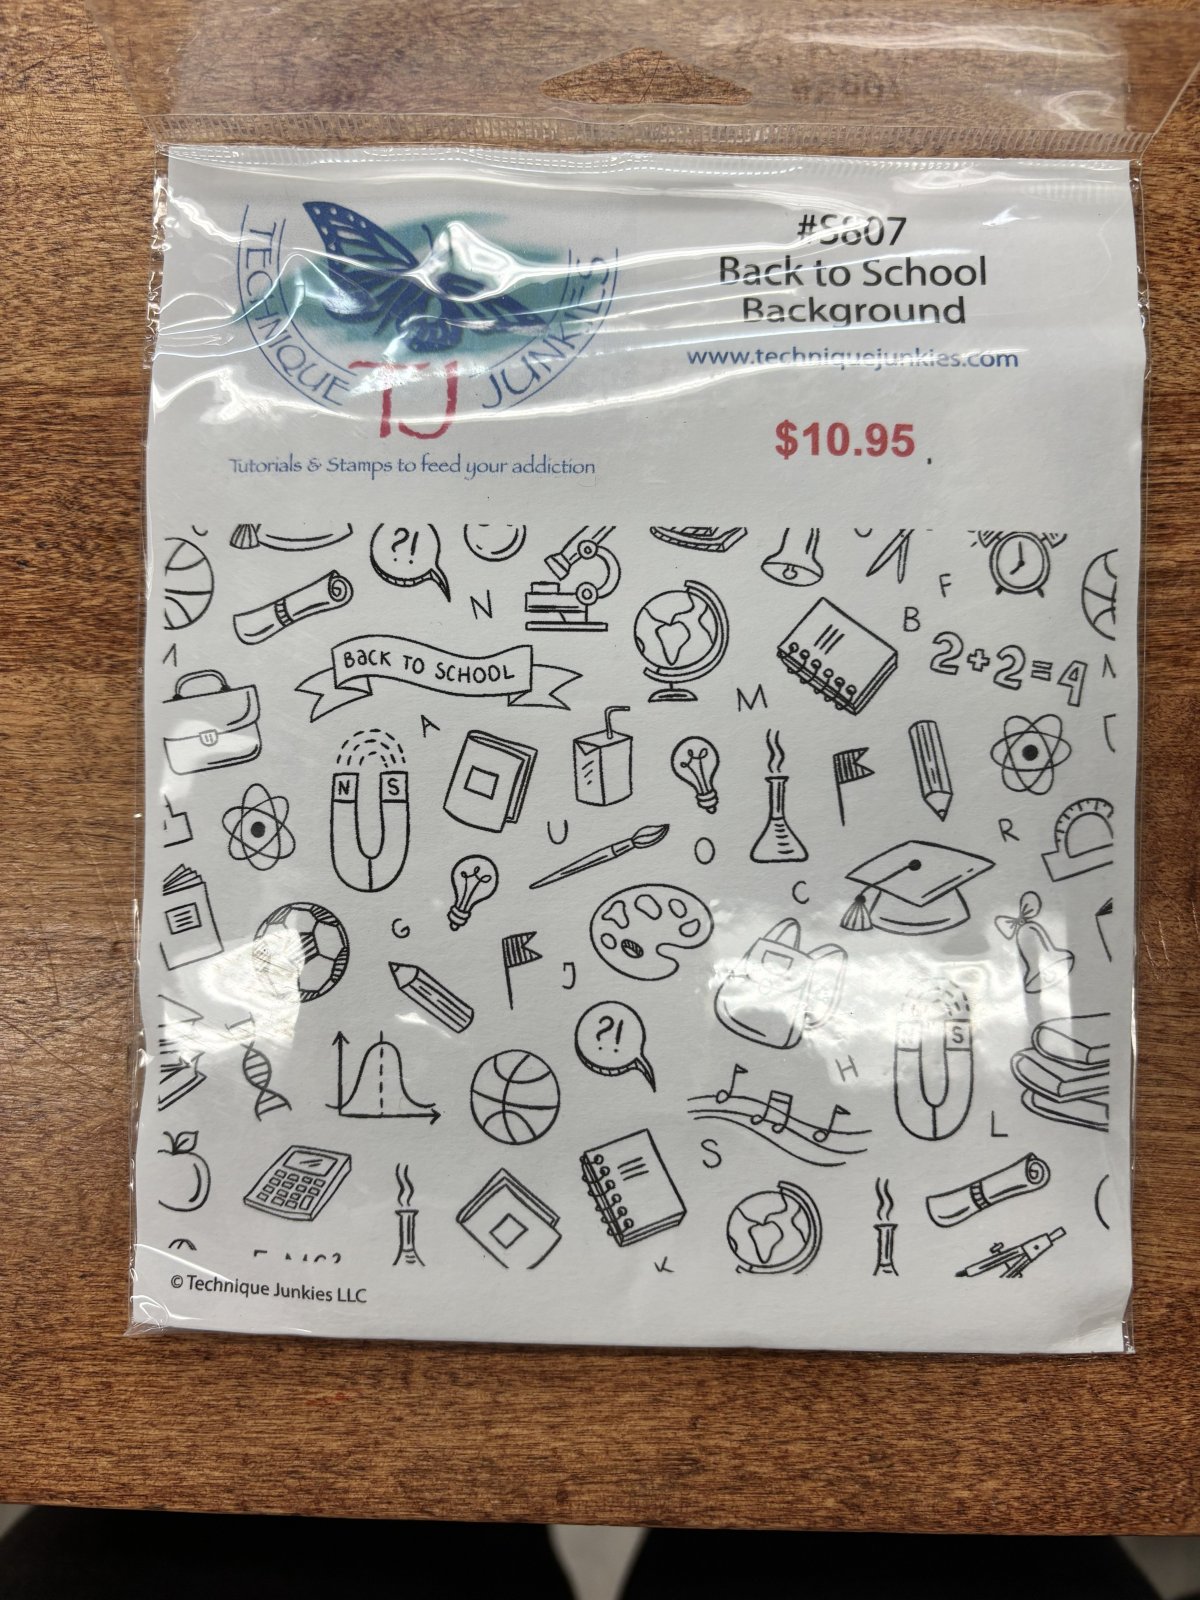 TECHNIQUE JUNKIES
TJ
Tutorials & Stamps to feed your addiction
#S807
Back to School
Background
www.techniquejunkies.com
$10.95
?!
N
F
B
BACK TO SCHOOL
2+2=4
M
A
N S
U
O
R
C
G
J
?!
H
S
L
S
K
© Technique Junkies LLC